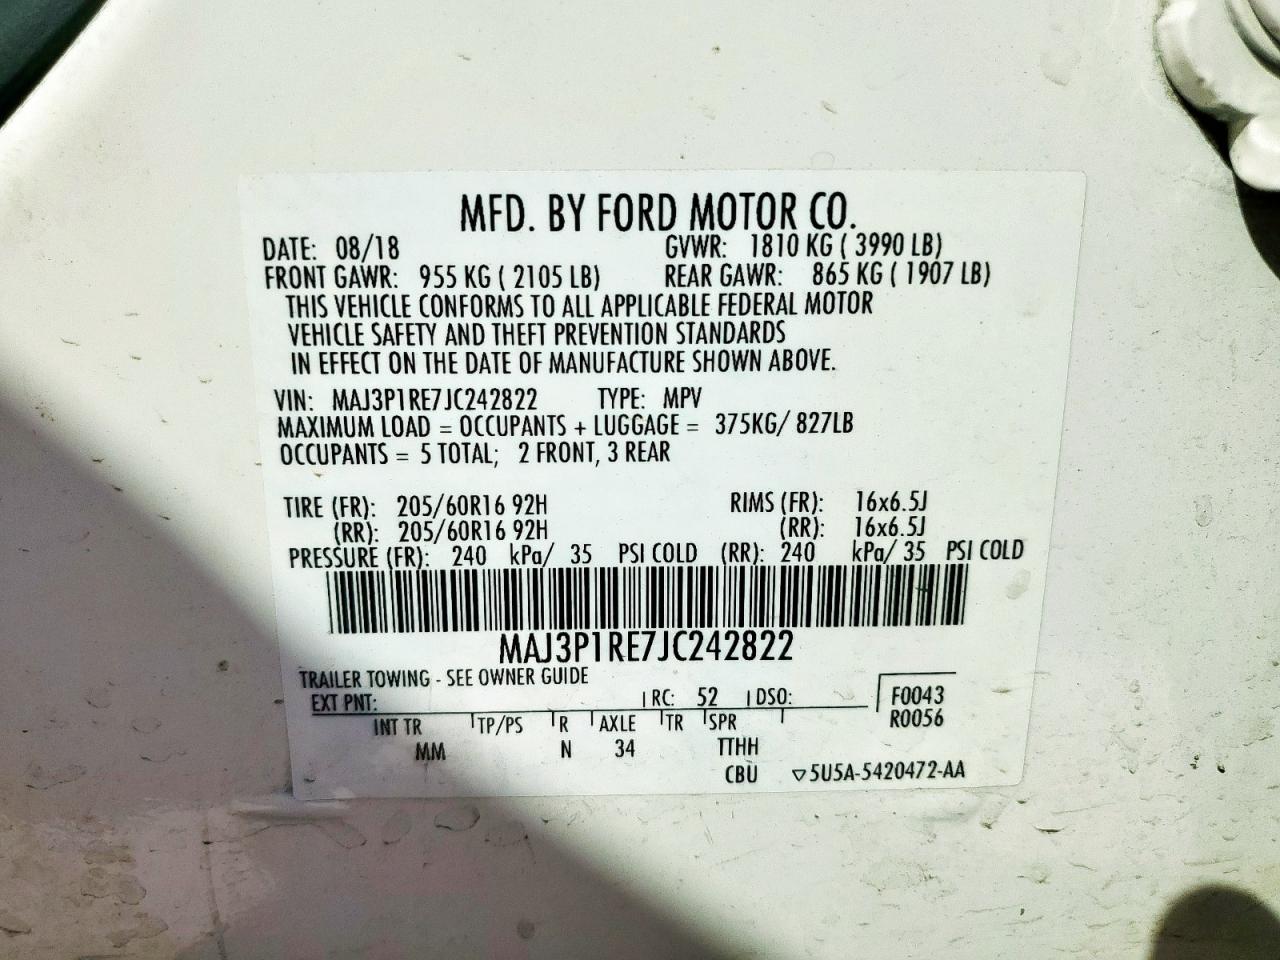 MFD. BY FORD MOTOR CO.
DATE: 08/18 GVWR: 1810 KG ( 3990 LB)
FRONT GAWR: 955 KG ( 2105 LB) REAR GAWR: 865 KG ( 1907 LB)
THIS VEHICLE CONFORMS TO ALL APPLICABLE FEDERAL MOTOR
VEHICLE SAFETY AND THEFT PREVENTION STANDARDS
IN EFFECT ON THE DATE OF MANUFACTURE SHOWN ABOVE.
VIN: MAJ3P1RE7JC242822 TYPE: MPV
MAXIMUM LOAD = OCCUPANTS + LUGGAGE = 375KG/ 827LB
OCCUPANTS = 5 TOTAL; 2 FRONT, 3 REAR
TIRE (FR): 205/60R16 92H RIMS (FR): 16x6.5J
(RR): 205/60R16 92H (RR): 16x6.5J
PRESSURE (FR): 240 kPa/ 35 PSI COLD (RR): 240 kPa/ 35 PSI COLD
MAJ3P1RE7JC242822
TRAILER TOWING - SEE OWNER GUIDE
EXT PNT: RC: 52 DSO: F0043
INT TR TP/PS R AXLE TR SPR R0056
MM N 34 TTHH
CBU ▽5U5A-5420472-AA